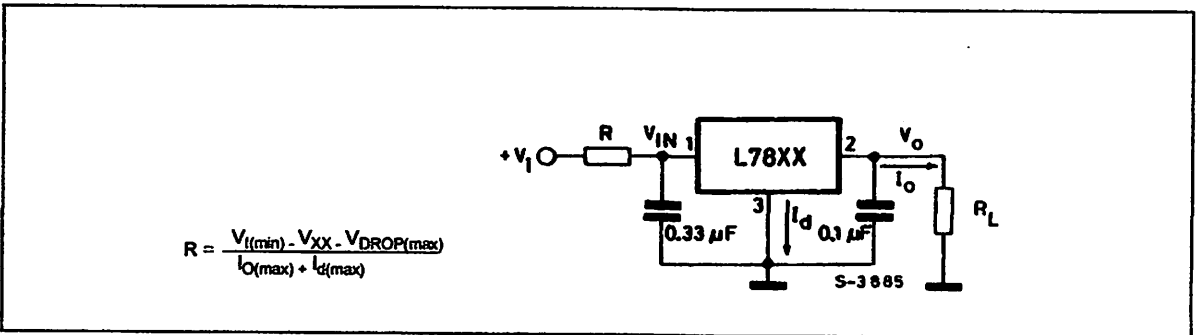 R
V_IN
1
L78XX
2
V_o
+V_I
I_o
3
I_d
R_L
0.33 µF
0.1 µF
S-3885
R = V_I(min) - V_XX - V_DROP(max)
I_O(max) + I_d(max)